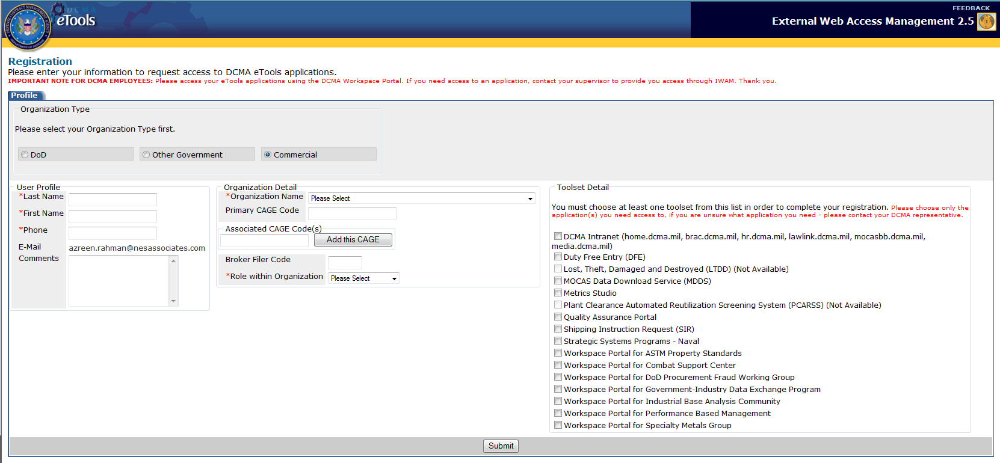 FEEDBACK
DCMA
eTools
External Web Access Management 2.5
DEFENSE CONTRACT MANAGEMENT AGENCY
DEPARTMENT OF DEFENSE
Registration
Please enter your information to request access to DCMA eTools applications.
IMPORTANT NOTE FOR DCMA EMPLOYEES: Please access your eTools applications using the DCMA Workspace Portal. If you need access to an application, contact your supervisor to provide you access through IWAM. Thank you.
Profile
Organization Type
Please select your Organization Type first.
DoD
Other Government
Commercial
User Profile
*Last Name
*First Name
*Phone
E-Mail azreen.rahman@nesassociates.com
Comments
Organization Detail
*Organization Name Please Select
Primary CAGE Code
Associated CAGE Code(s)
Add this CAGE
Broker Filer Code
*Role within Organization Please Select
Toolset Detail
You must choose at least one toolset from this list in order to complete your registration. Please choose only the
application(s) you need access to, if you are unsure what application you need - please contact your DCMA representative.
DCMA Intranet (home.dcma.mil, brac.dcma.mil, hr.dcma.mil, lawlink.dcma.mil, mocasbb.dcma.mil,
media.dcma.mil)
Duty Free Entry (DFE)
Lost, Theft, Damaged and Destroyed (LTDD) (Not Available)
MOCAS Data Download Service (MDDS)
Metrics Studio
Plant Clearance Automated Reutilization Screening System (PCARSS) (Not Available)
Quality Assurance Portal
Shipping Instruction Request (SIR)
Strategic Systems Programs - Naval
Workspace Portal for ASTM Property Standards
Workspace Portal for Combat Support Center
Workspace Portal for DoD Procurement Fraud Working Group
Workspace Portal for Government-Industry Data Exchange Program
Workspace Portal for Industrial Base Analysis Community
Workspace Portal for Performance Based Management
Workspace Portal for Specialty Metals Group
Submit